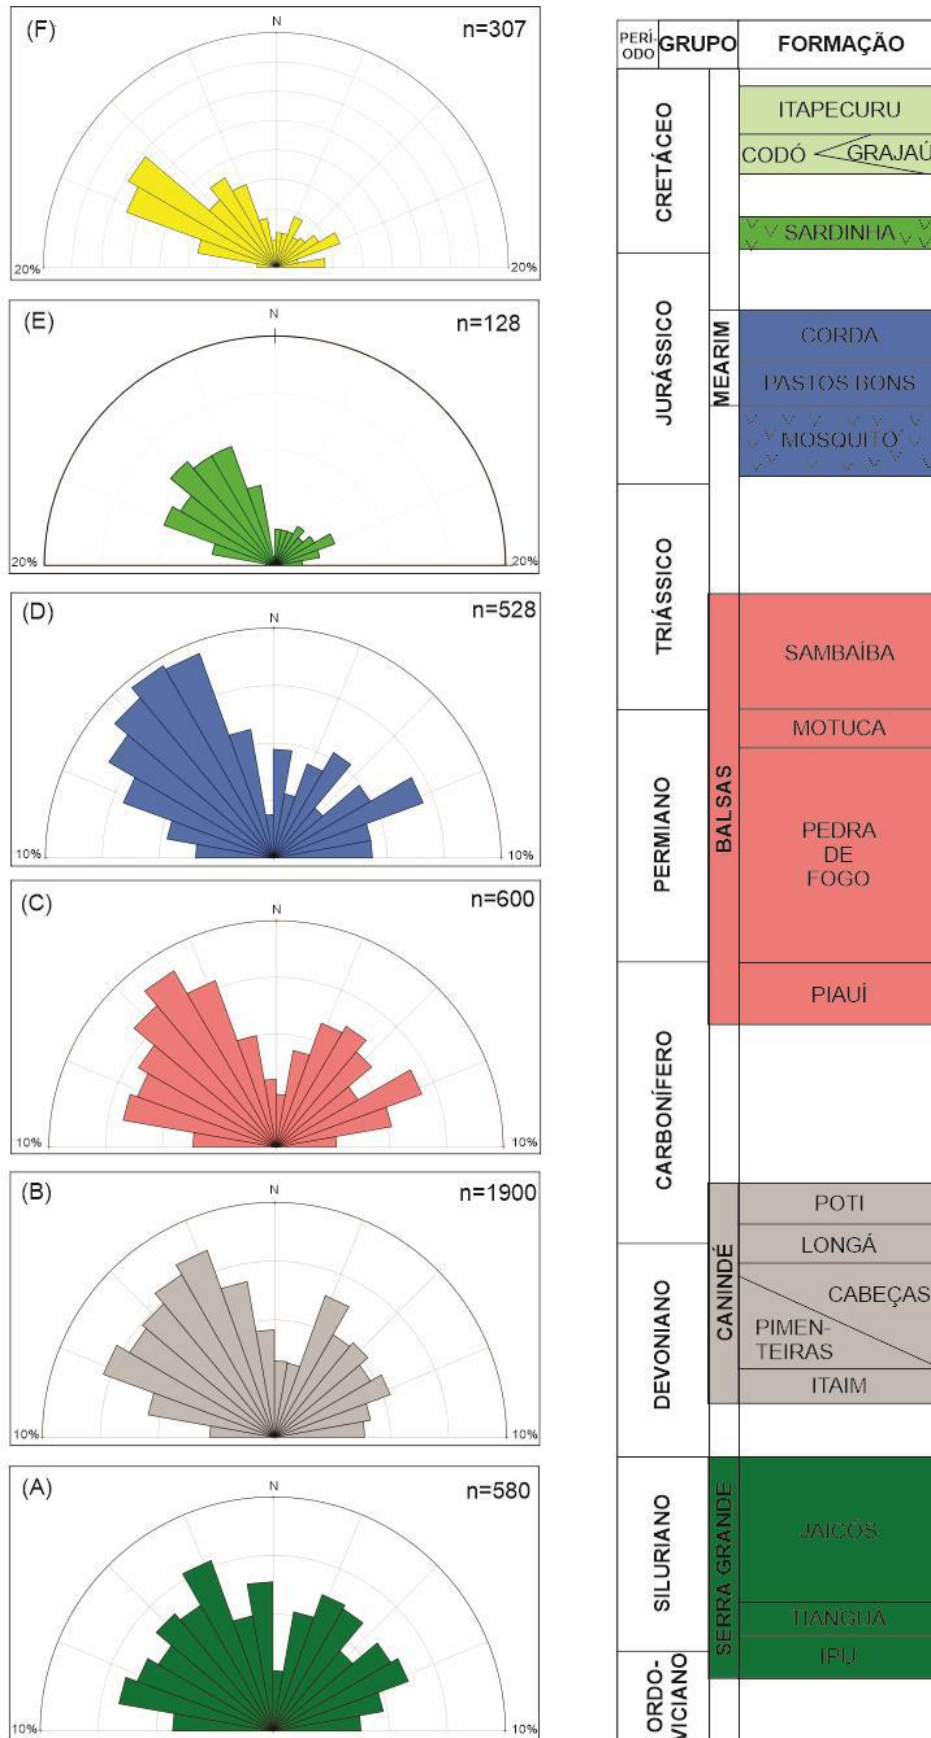 (F)
n=307
N
20%
20%
(E)
n=128
N
20%
20%
(D)
n=528
N
10%
10%
(C)
n=600
N
10%
10%
(B)
n=1900
N
10%
10%
(A)
n=580
N
10%
10%
PERÍ-
ODO
GRUPO
FORMAÇÃO
CRETÁCEO
JURÁSSICO
TRIÁSSICO
PERMIANO
CARBONÍFERO
DEVONIANO
SILURIANO
ORDO-
VICIANO
MEARIM
BALSAS
CANINDÉ
SERRA GRANDE
ITAPECURU
CODÓ
GRAJAÚ
SARDINHA
CORDA
PASTOS BONS
MOSQUITO
SAMBAÍBA
MOTUCA
PEDRA
DE
FOGO
PIAUÍ
POTI
LONGÁ
CABEÇAS
PIMEN-
TEIRAS
ITAIM
JAICÓS
TIANGUÁ
IPU